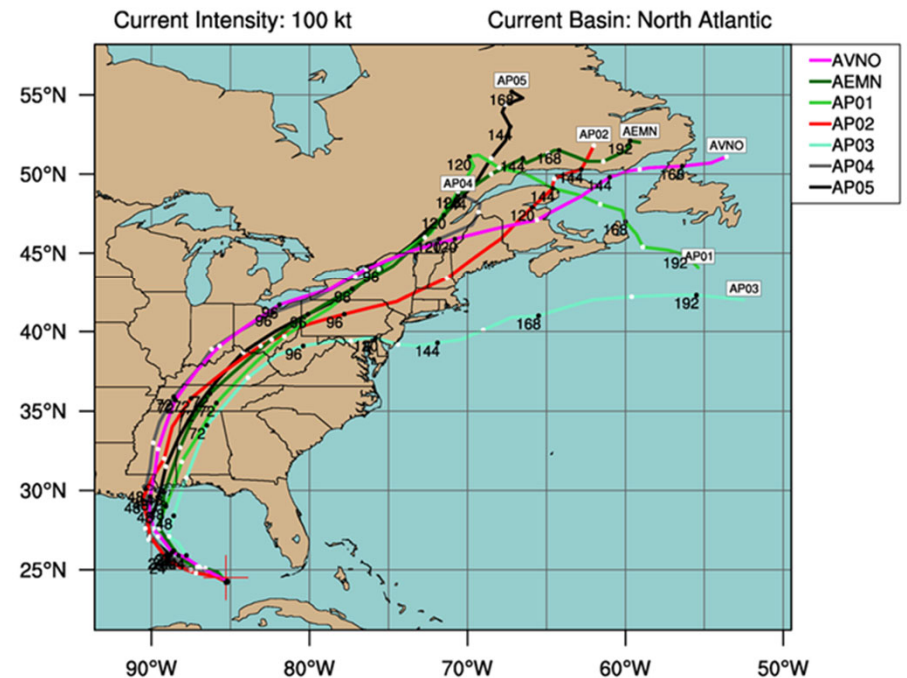 Current Intensity: 100 kt
Current Basin: North Atlantic
AVNO
AEMN
AP01
AP02
AP03
AP04
AP05
55°N
50°N
45°N
40°N
35°N
30°N
25°N
90°W
80°W
70°W
60°W
50°W
AP05
168
144
AP02
AEMN
AVNO
192
168
120
144
168
144
144
AP04
144
120
120
168
AP01
192
AP03
192
96
96
96
96
96
96
144
168
72
72
72
48
48
48